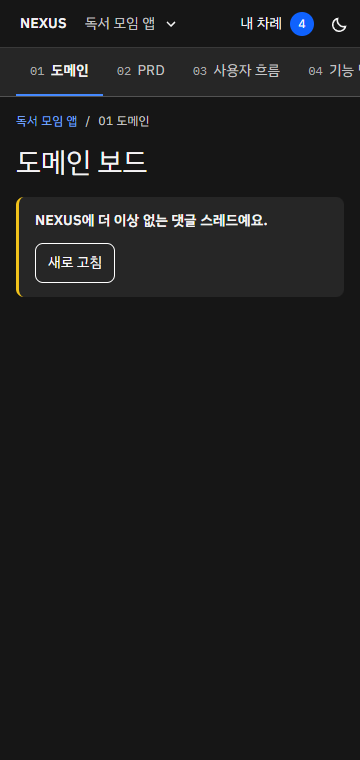 NEXUS 독서 모임 앱 내 차례 4
01 도메인 02 PRD 03 사용자 흐름 04 기능
독서 모임 앱 / 01 도메인
도메인 보드
NEXUS에 더 이상 없는 댓글 스레드예요.
새로 고침